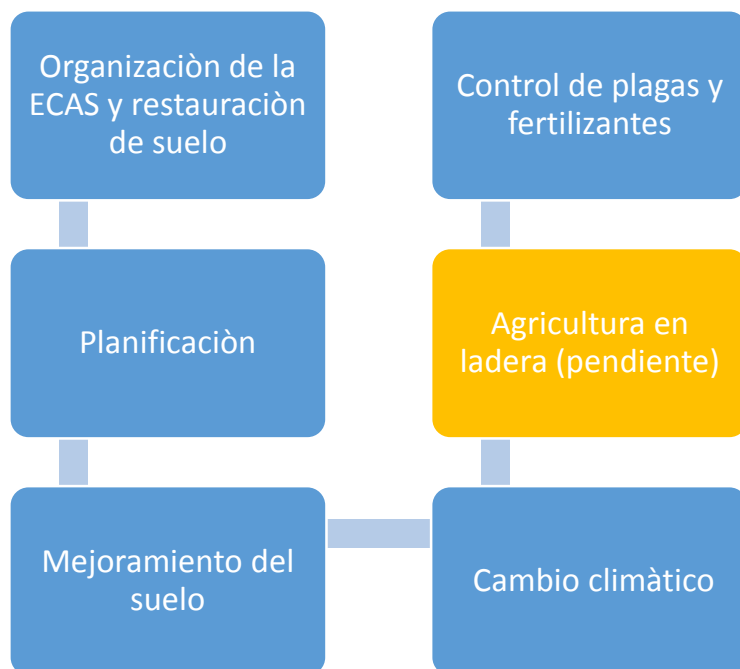 Organizaciòn de la
ECAS y restauraciòn
de suelo
Planificaciòn
Mejoramiento del
suelo
Cambio climàtico
Agricultura en
ladera (pendiente)
Control de plagas y
fertilizantes